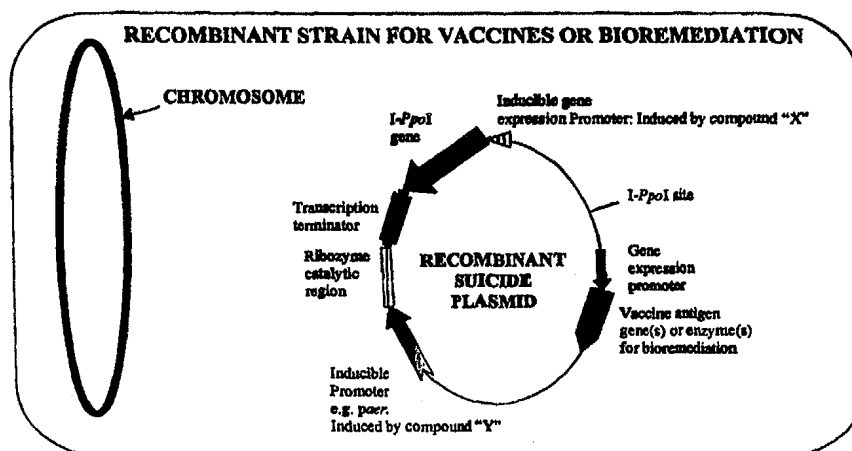 RECOMBINANT STRAIN FOR VACCINES OR BIOREMEDIATION
CHROMOSOME
I-PpoI
gene
Inducible gene
expression Promoter: Induced by compound "X"
I-PpoI site
Transcription
terminator
Ribozyme
catalytic
region
RECOMBINANT
SUICIDE
PLASMID
Gene
expression
promoter
Vaccine antigen
gene(s) or enzyme(s)
for bioremediation
Inducible
Promoter
e.g. paer.
Induced by compound "Y"